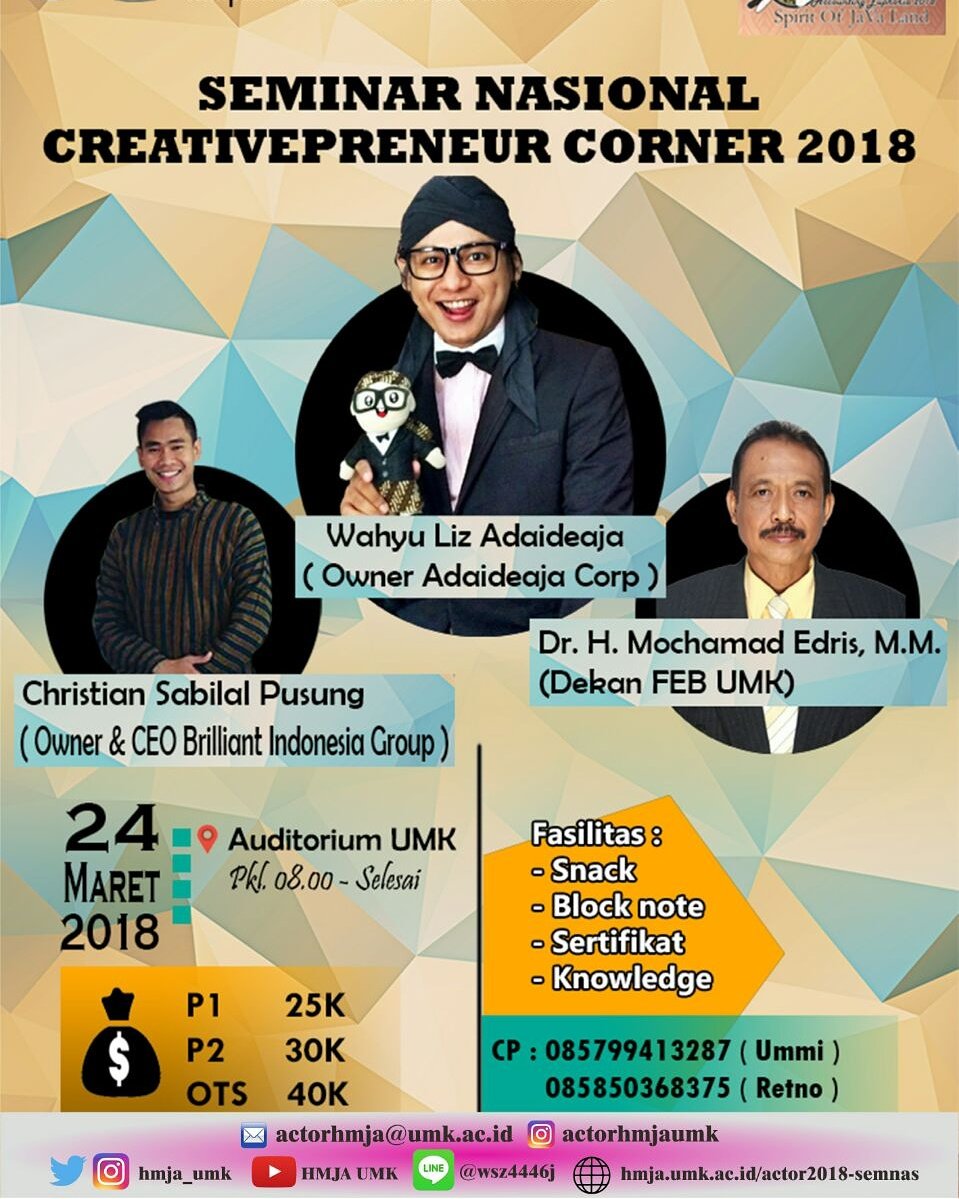 Spirit Of JaVa Land
SEMINAR NASIONAL
CREATIVEPRENEUR CORNER 2018
Wahyu Liz Adaideaja
( Owner Adaideaja Corp )
Dr. H. Mochamad Edris, M.M.
(Dekan FEB UMK)
Christian Sabilal Pusung
( Owner & CEO Brilliant Indonesia Group )
24
MARET
2018
Auditorium UMK
Pkl. 08.00 - Selesai
Fasilitas :
- Snack
- Block note
- Sertifikat
- Knowledge
$
P1 25K
P2 30K
OTS 40K
CP : 085799413287 ( Ummi )
085850368375 ( Retno )
actorhmja@umk.ac.id actorhmjaumk
hmja_umk HMJA UMK LINE @wsz4446j hmja.umk.ac.id/actor2018-semnas